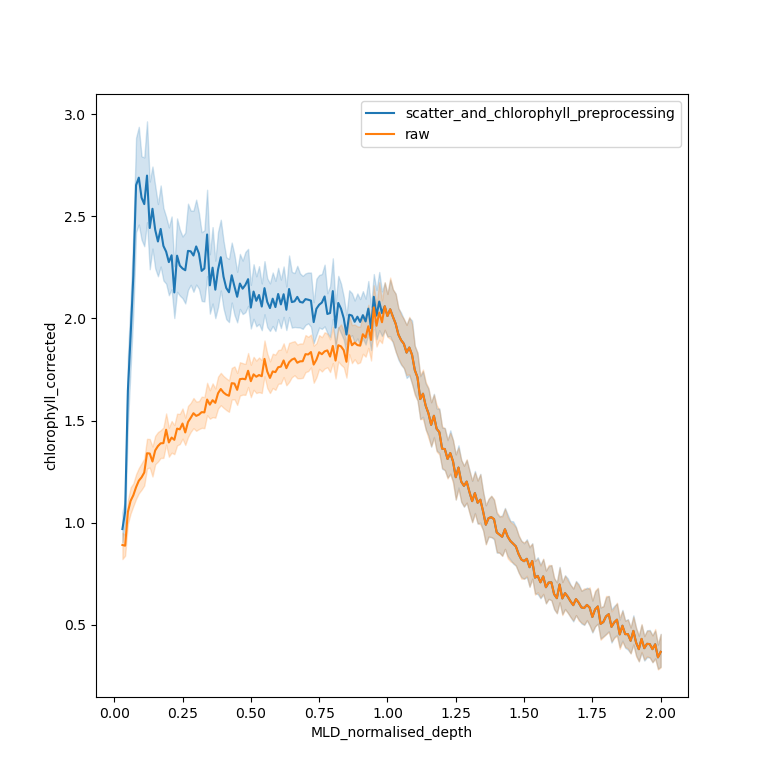 scatter_and_chlorophyll_preprocessing
raw
3.0
2.5
2.0
1.5
1.0
0.5
chlorophyll_corrected
0.00 0.25 0.50 0.75 1.00 1.25 1.50 1.75 2.00
MLD_normalised_depth